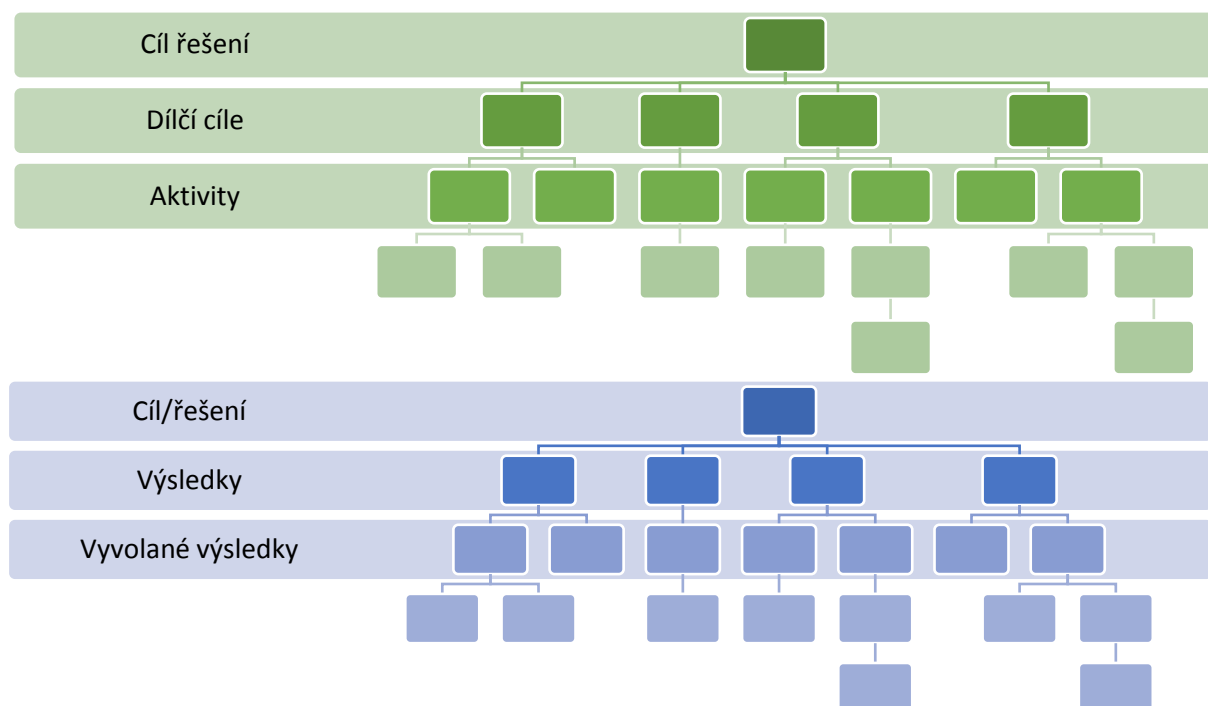 Cíl řešení
Dílčí cíle
Aktivity
Cíl/řešení
Výsledky
Vyvolané výsledky